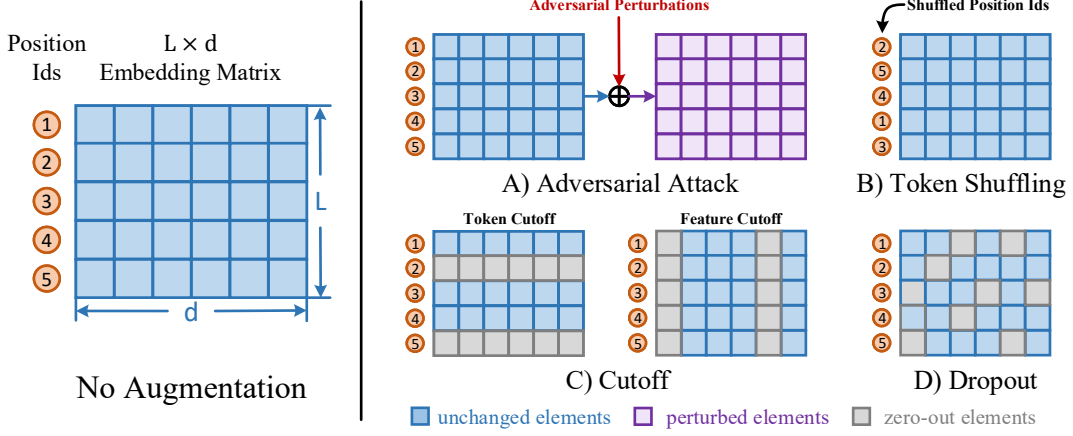 Position Ids
L × d Embedding Matrix
1
2
3
4
5
L
d
No Augmentation
Adversarial Perturbations
1
2
3
4
5
A) Adversarial Attack
Shuffled Position Ids
2
5
4
1
3
B) Token Shuffling
Token Cutoff
1
2
3
4
5
Feature Cutoff
1
2
3
4
5
C) Cutoff
1
2
3
4
5
D) Dropout
unchanged elements
perturbed elements
zero-out elements